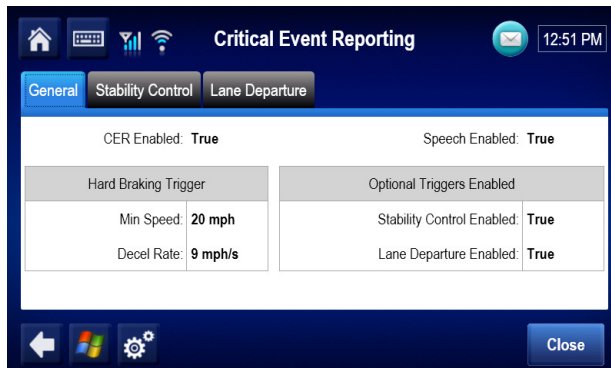 Critical Event Reporting
12:51 PM
General Stability Control Lane Departure
CER Enabled: True
Speech Enabled: True
Hard Braking Trigger
Min Speed: 20 mph
Decel Rate: 9 mph/s
Optional Triggers Enabled
Stability Control Enabled: True
Lane Departure Enabled: True
Close